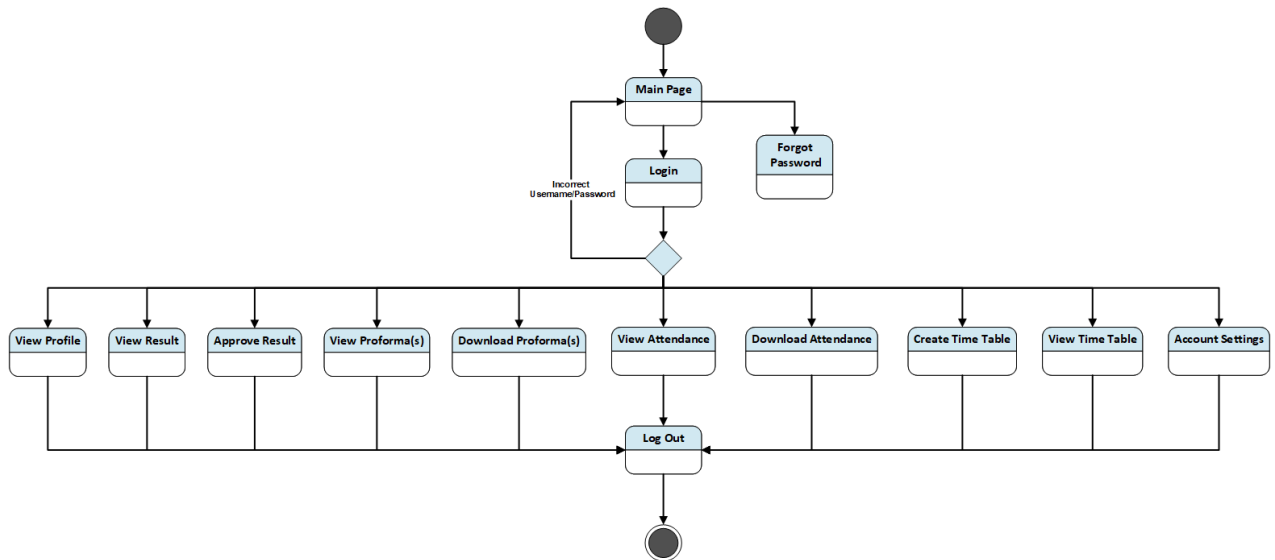 Main Page
Forgot
Password
Login
Incorrect
Username/Password
View Profile
View Result
Approve Result
View Proforma(s)
Download Proforma(s)
View Attendance
Download Attendance
Create Time Table
View Time Table
Account Settings
Log Out